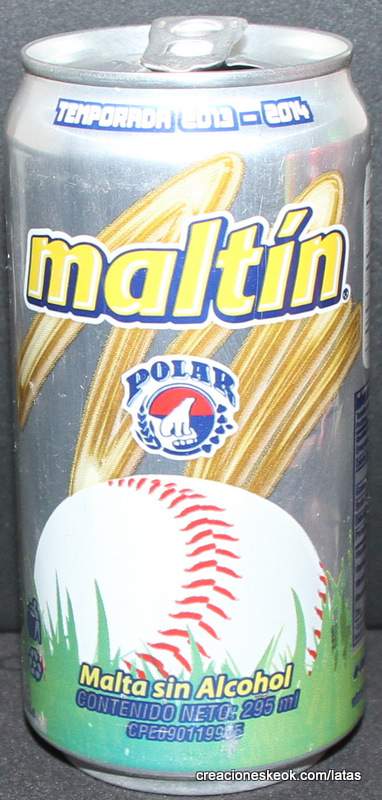 TEMPORADA 2013 - 2014
maltín
POLAR
Malta sin Alcohol
CONTENIDO NETO: 295 ml
creacioneskeok.com/latas